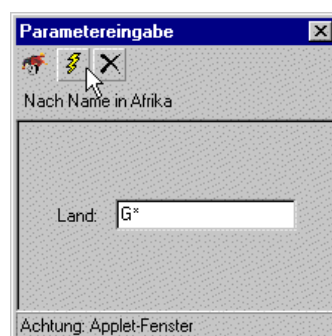 Parametereingabe
Nach Name in Afrika
Land: G*
Achtung: Applet-Fenster